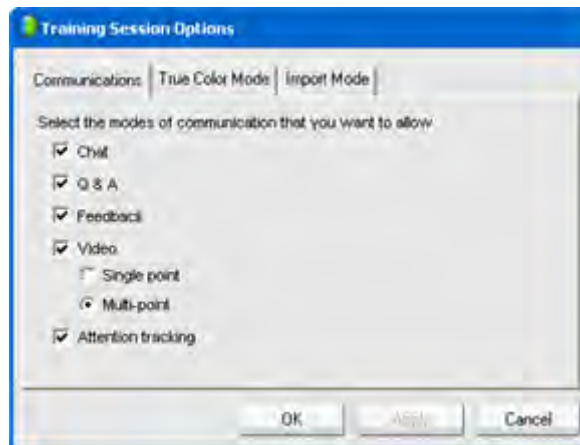 Training Session Options
Communications True Color Mode Import Mode
Select the modes of communication that you want to allow
Chat
Q & A
Feedback
Video
Single point
Multi-point
Attention tracking
OK Apply Cancel